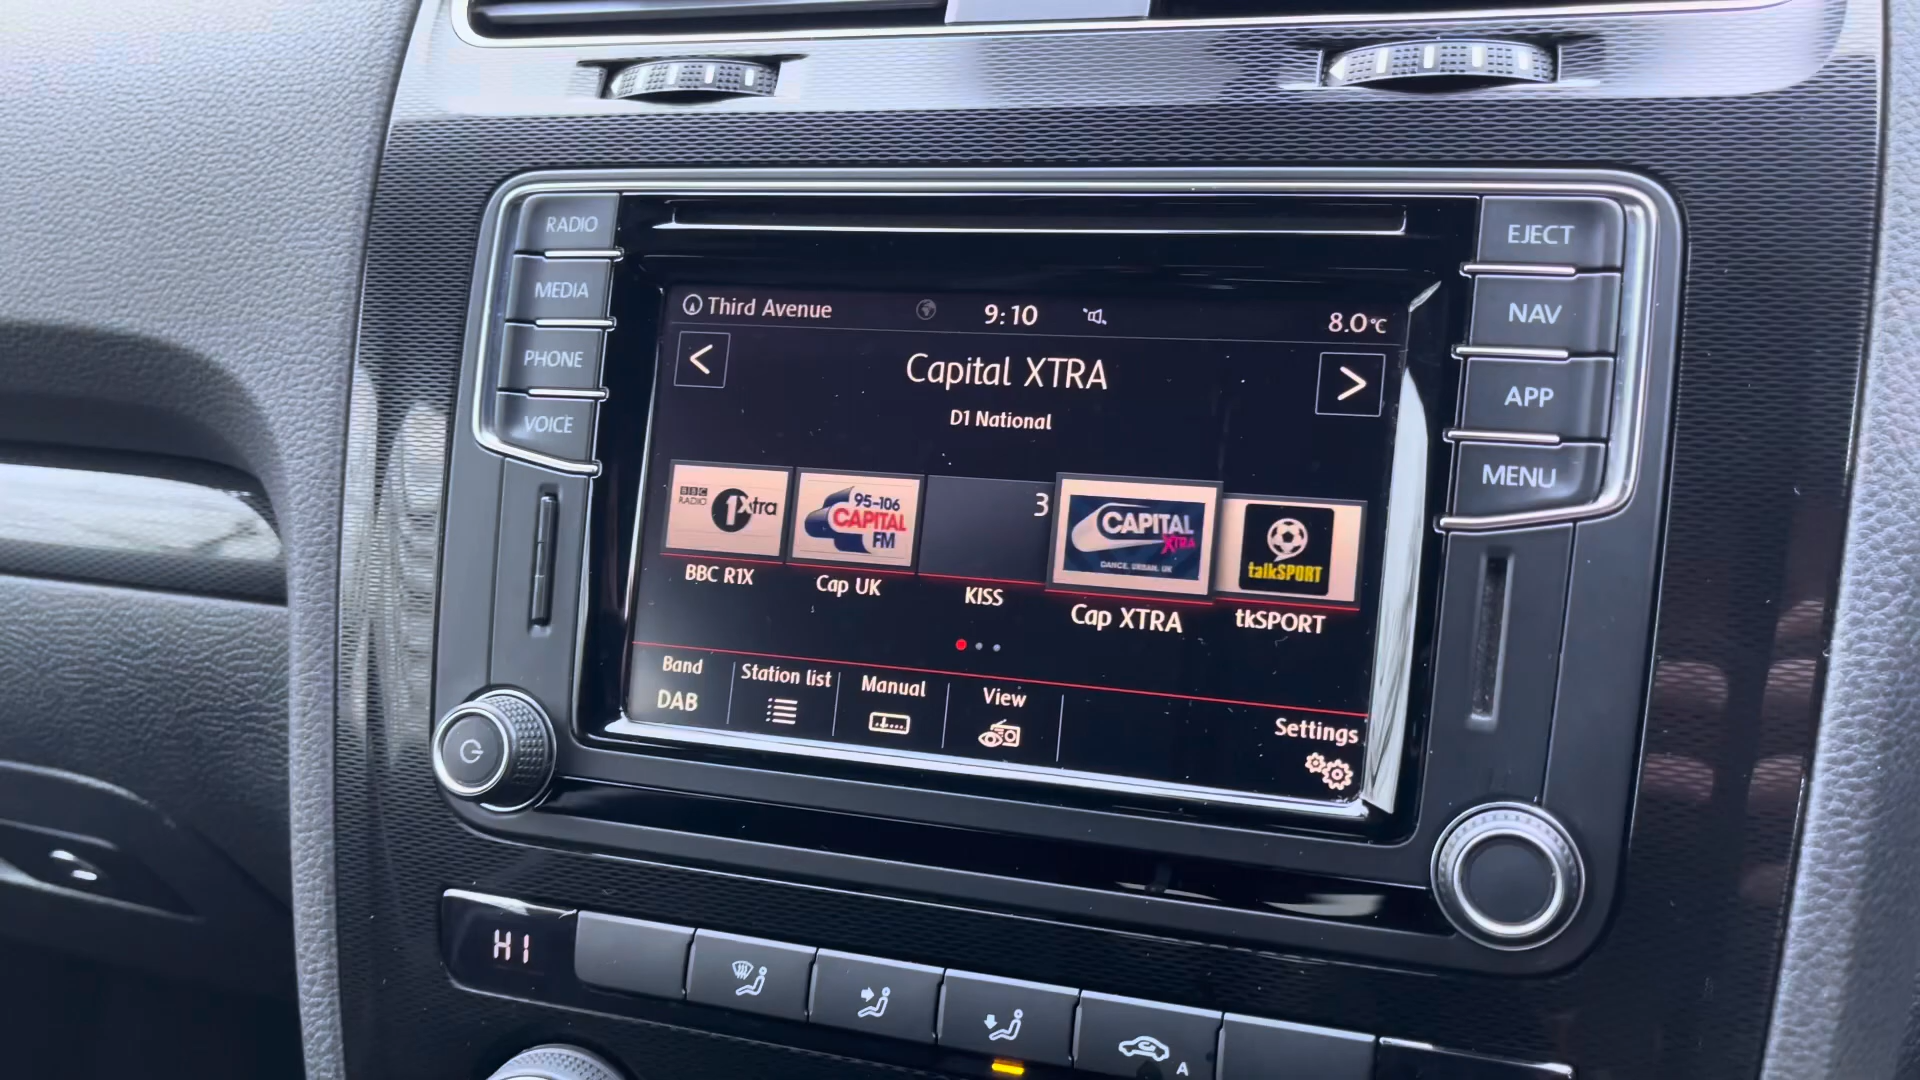 RADIO
MEDIA
PHONE
VOICE
EJECT
NAV
APP
MENU
Third Avenue
9:10
8.0°C
<
Capital XTRA
>
D1 National
BBC
RADIO
1Xtra
95-106
CAPITAL
FM
3
CAPITAL
XTRA
DANCE. URBAN. UK
talkSPORT
BBC R1X
Cap UK
KISS
Cap XTRA
tkSPORT
Band
DAB
Station list
Manual
View
Settings
HI
A